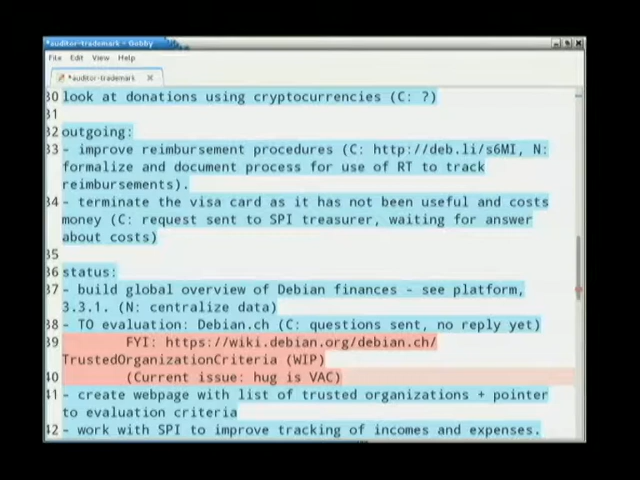 *auditor-trademark - Gobby
File Edit View Help
*auditor-trademark
30 look at donations using cryptocurrencies (C: ?)
31
32 outgoing:
33 - improve reimbursement procedures (C: http://deb.li/s6MI, N:
formalize and document process for use of RT to track
reimbursements).
34 - terminate the visa card as it has not been useful and costs
money (C: request sent to SPI treasurer, waiting for answer
about costs)
35
36 status:
37 - build global overview of Debian finances - see platform,
3.3.1. (N: centralize data)
38 - TO evaluation: Debian.ch (C: questions sent, no reply yet)
39 FYI: https://wiki.debian.org/debian.ch/
TrustedOrganizationCriteria (WIP)
40 (Current issue: hug is VAC)
41 - create webpage with list of trusted organizations + pointer
to evaluation criteria
42 - work with SPI to improve tracking of incomes and expenses.